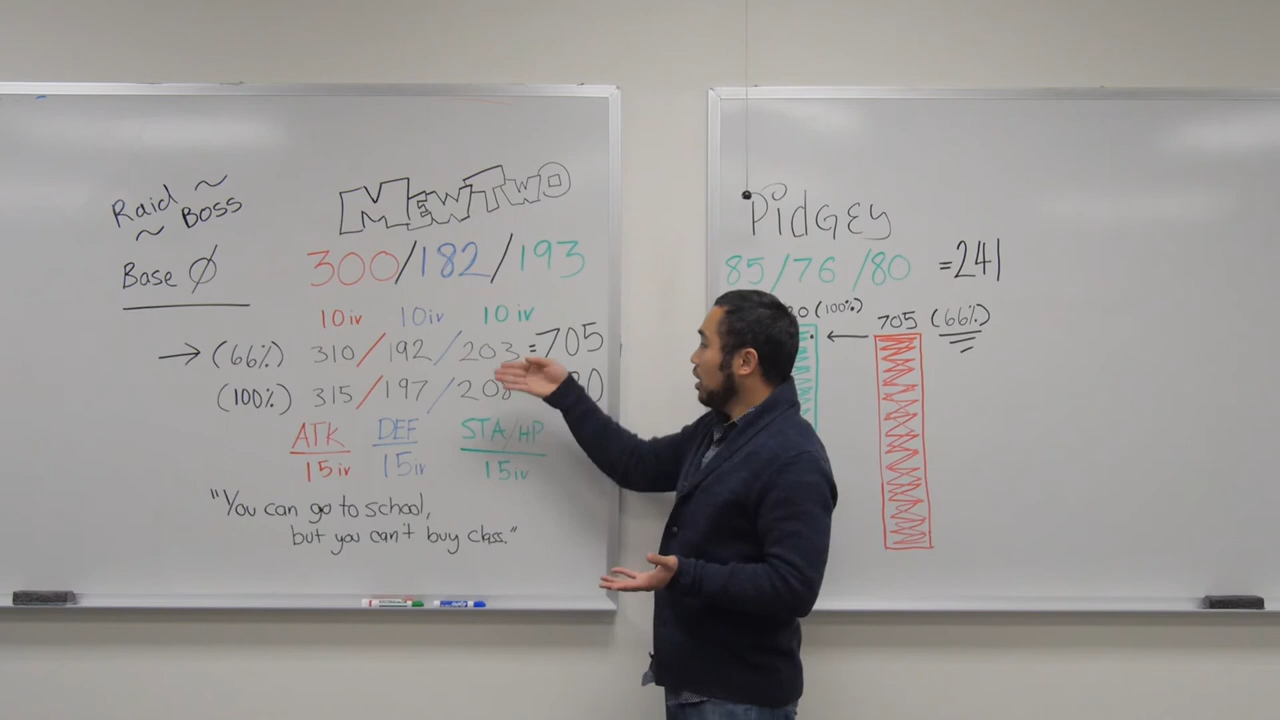 Raid ~
~ Boss
Base Ø
MEWTWO
300/182/193
10iv 10iv 10iv
→ (66%) 310/192/203 =705
(100%) 315/197/20
ATK DEF STA/HP
15iv 15iv 15iv
"You can go to school,
but you can't buy class."
Pidgey
85/76/80 =241
(100%) ← 705 (66%)